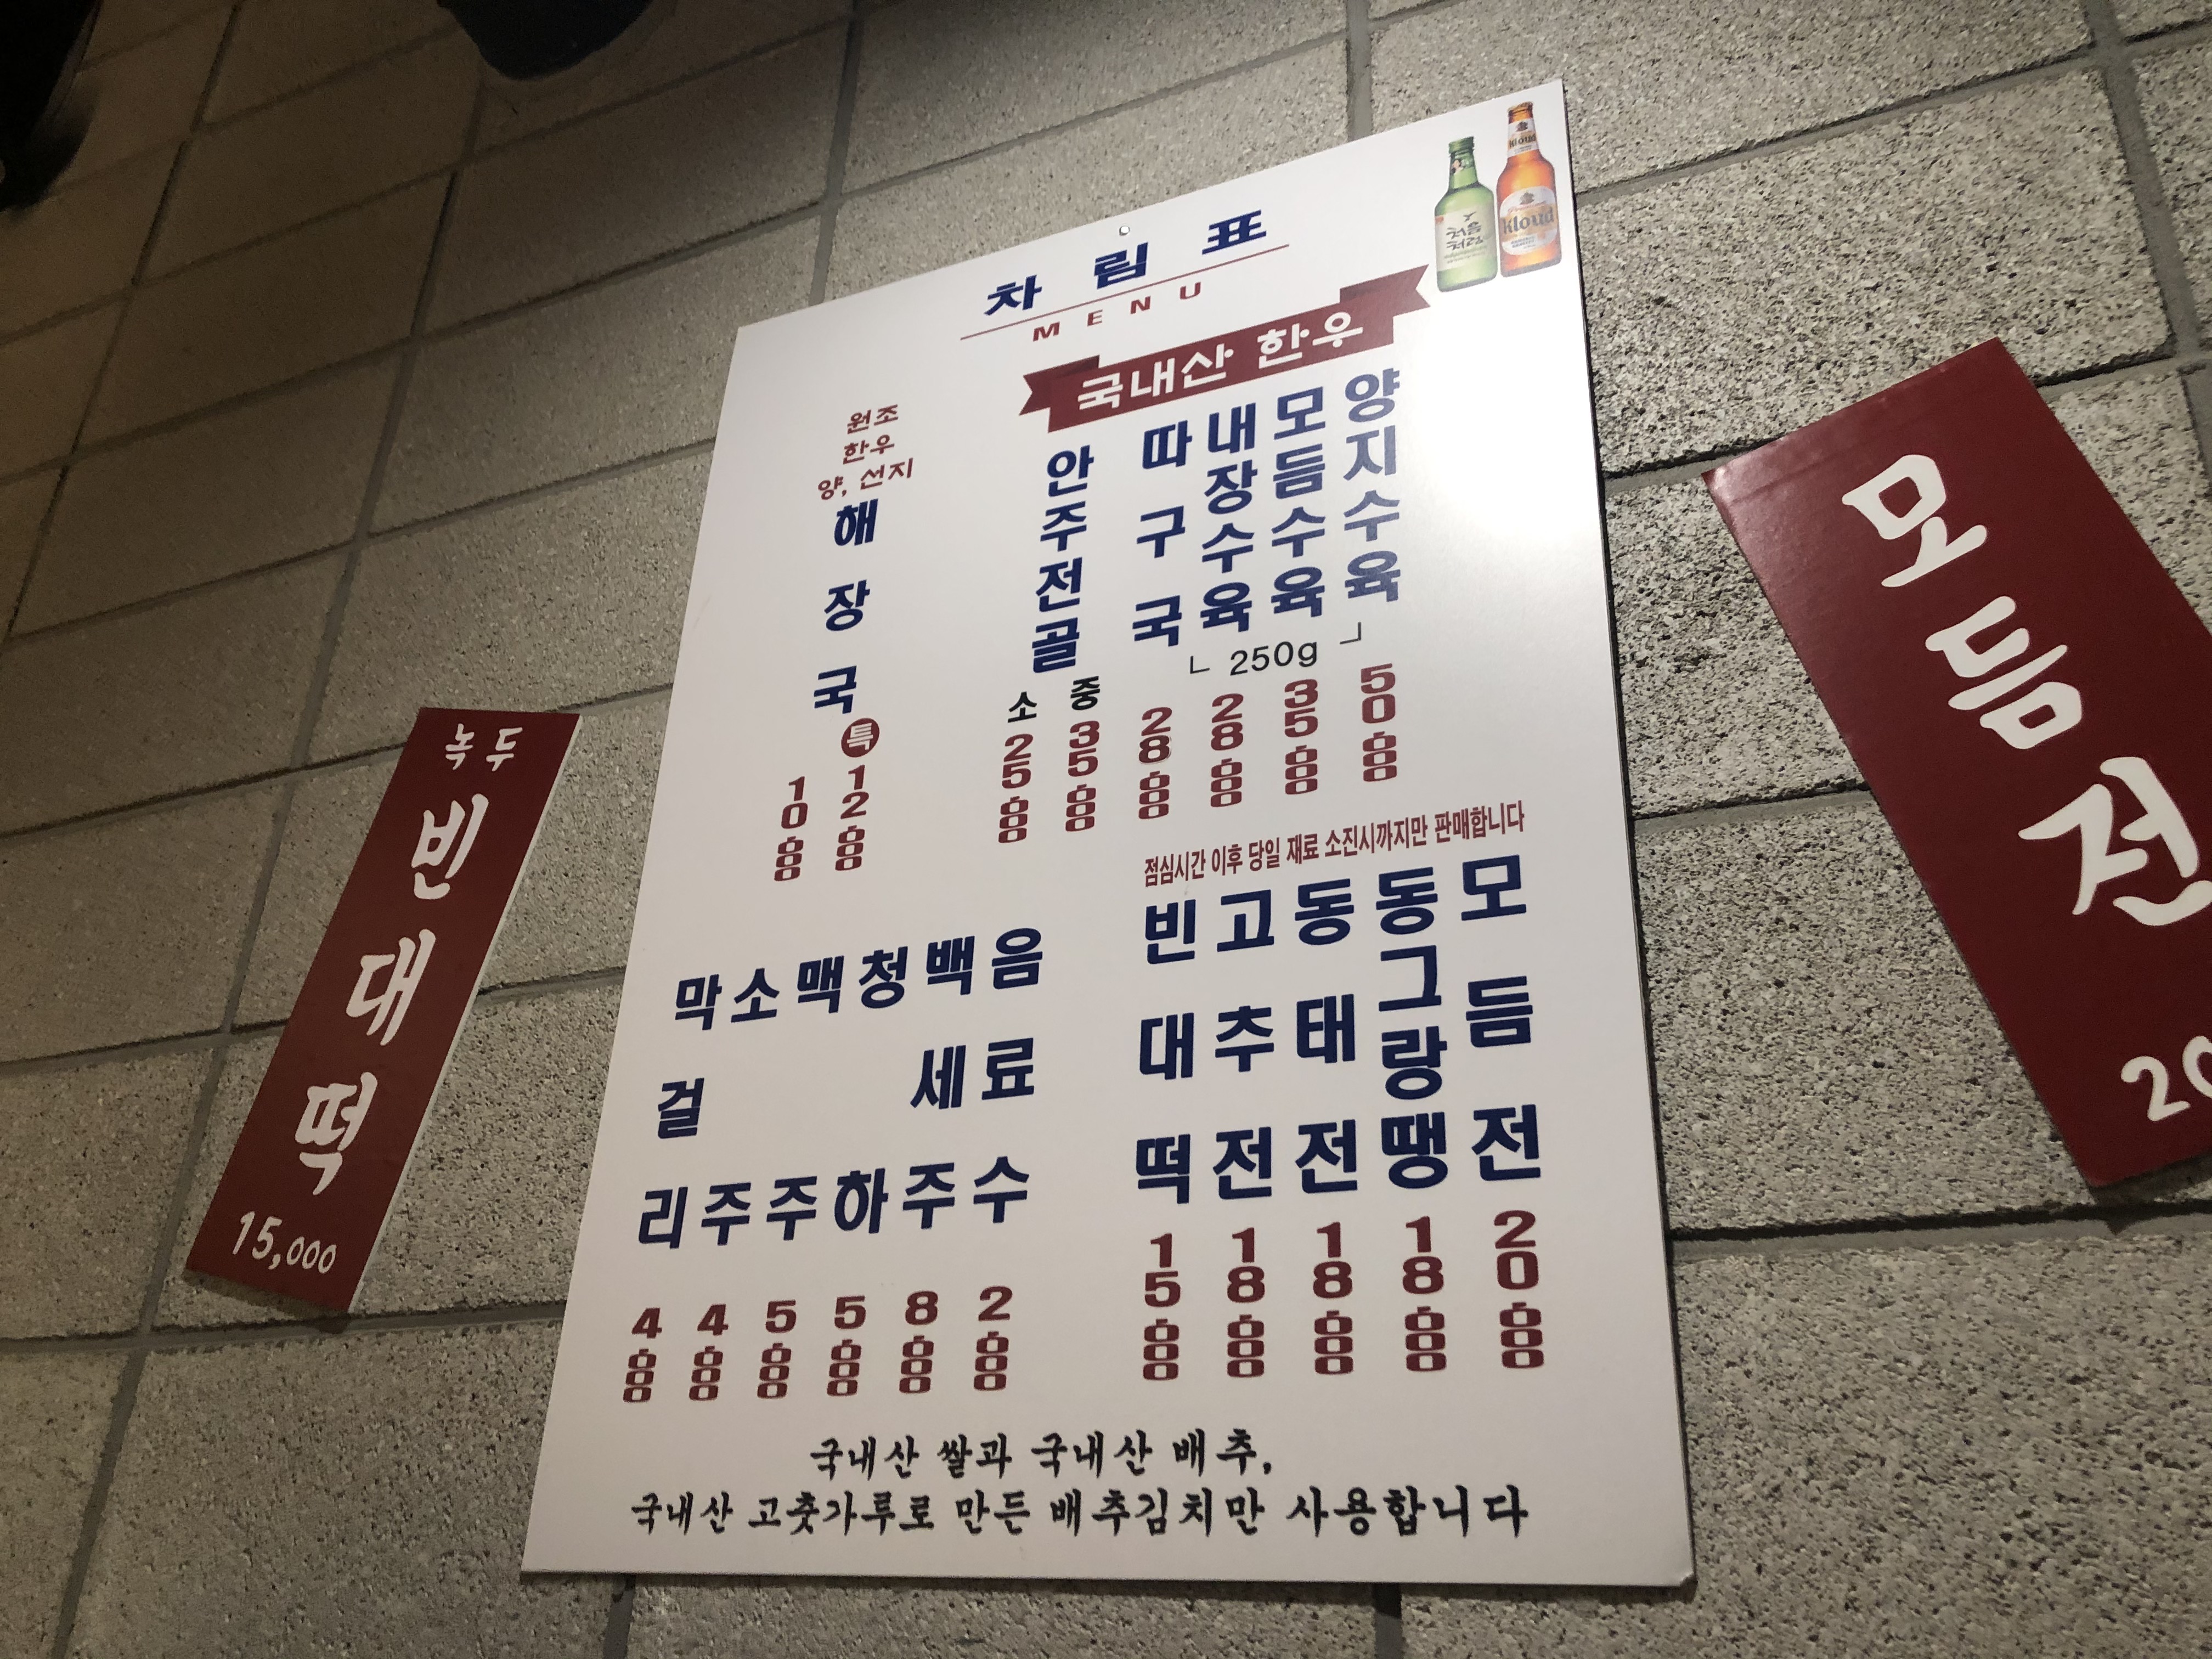 차림표
MENU
처음처럼
kloud
kloud
국내산 한우
원조
한우
양, 선지
해장국
특
10,000
12,000
안주전골
소
중
25,000
35,000
따구국
28,000
내장수육
28,000
모듬수육
35,000
양지수육
50,000
250g
점심시간 이후 당일 재료 소진시까지만 판매합니다
막걸리
4,000
소주
4,000
맥주
5,000
청하
5,000
백세주
8,000
음료수
2,000
빈대떡
15,000
고추전
18,000
동태전
18,000
동그랑땡
18,000
모듬전
20,000
국내산 쌀과 국내산 배추,
국내산 고춧가루로 만든 배추김치만 사용합니다
녹두
빈대떡
15,000
모듬전
20